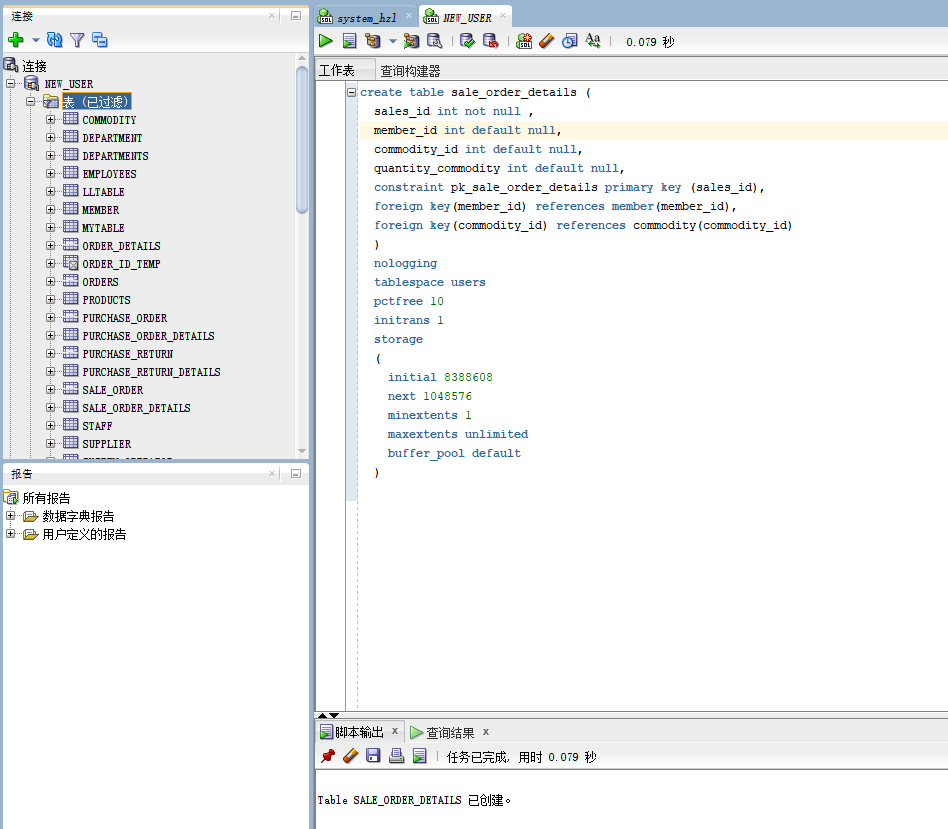 连接
连接
NEW_USER
表 (已过滤)
COMMODITY
DEPARTMENT
DEPARTMENTS
EMPLOYEES
LLTABLE
MEMBER
MYTABLE
ORDER_DETAILS
ORDER_ID_TEMP
ORDERS
PRODUCTS
PURCHASE_ORDER
PURCHASE_ORDER_DETAILS
PURCHASE_RETURN
PURCHASE_RETURN_DETAILS
SALE_ORDER
SALE_ORDER_DETAILS
STAFF
SUPPLIER
报告
所有报告
数据字典报告
用户定义的报告
system_hzl
NEW_USER
0.079 秒
工作表 查询构建器
create table sale_order_details (
sales_id int not null ,
member_id int default null,
commodity_id int default null,
quantity_commodity int default null,
constraint pk_sale_order_details primary key (sales_id),
foreign key(member_id) references member(member_id),
foreign key(commodity_id) references commodity(commodity_id)
)
nologging
tablespace users
pctfree 10
initrans 1
storage
(
initial 8388608
next 1048576
minextents 1
maxextents unlimited
buffer_pool default
)
脚本输出 查询结果
任务已完成, 用时 0.079 秒
Table SALE_ORDER_DETAILS 已创建。